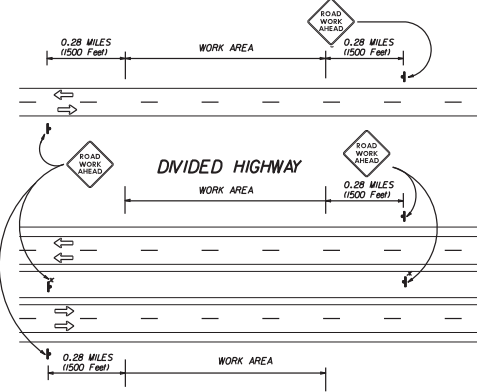 ROAD
WORK
AHEAD
0.28 MILES
(1500 Feet)
WORK AREA
0.28 MILES
(1500 Feet)
ROAD
WORK
AHEAD
DIVIDED HIGHWAY
ROAD
WORK
AHEAD
WORK AREA
0.28 MILES
(1500 Feet)
x
x
0.28 MILES
(1500 Feet)
WORK AREA